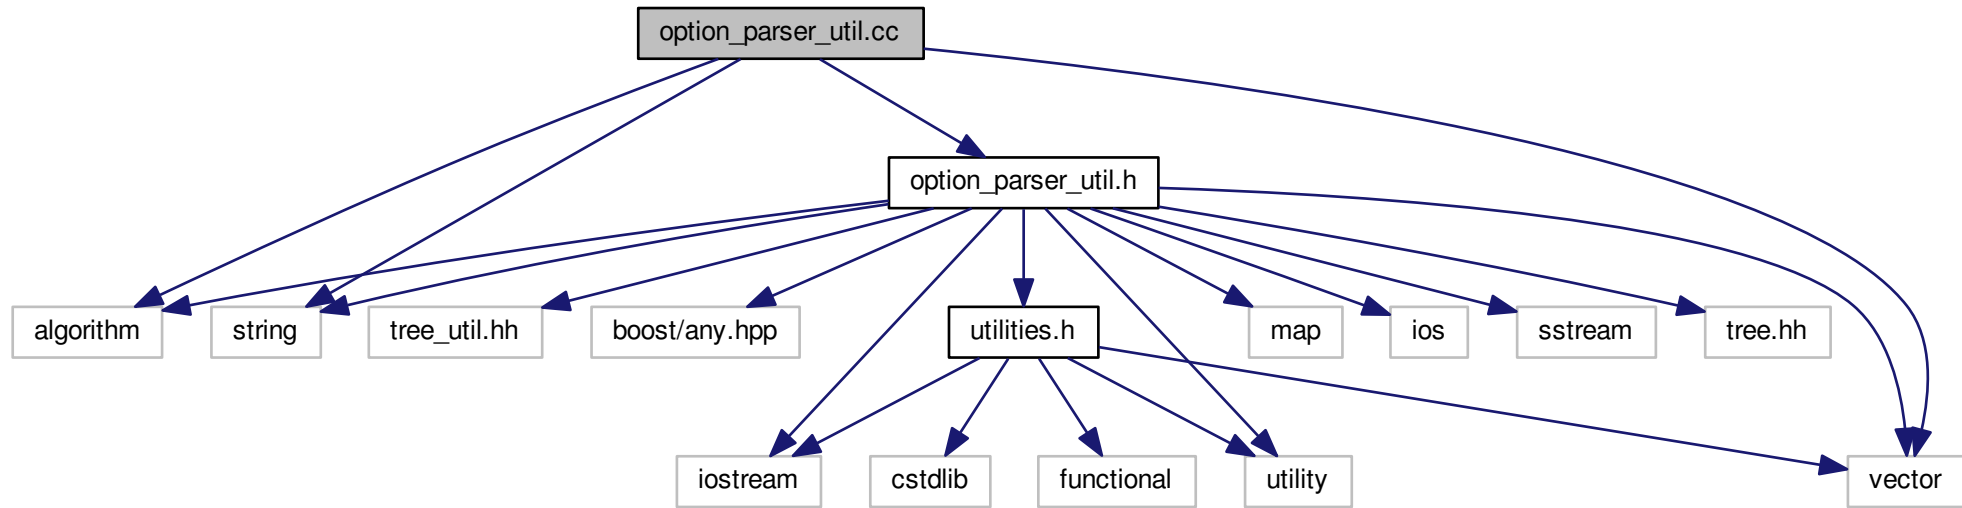 option_parser_util.cc
option_parser_util.h
algorithm
string
tree_util.hh
boost/any.hpp
utilities.h
map
ios
sstream
tree.hh
iostream
cstdlib
functional
utility
vector